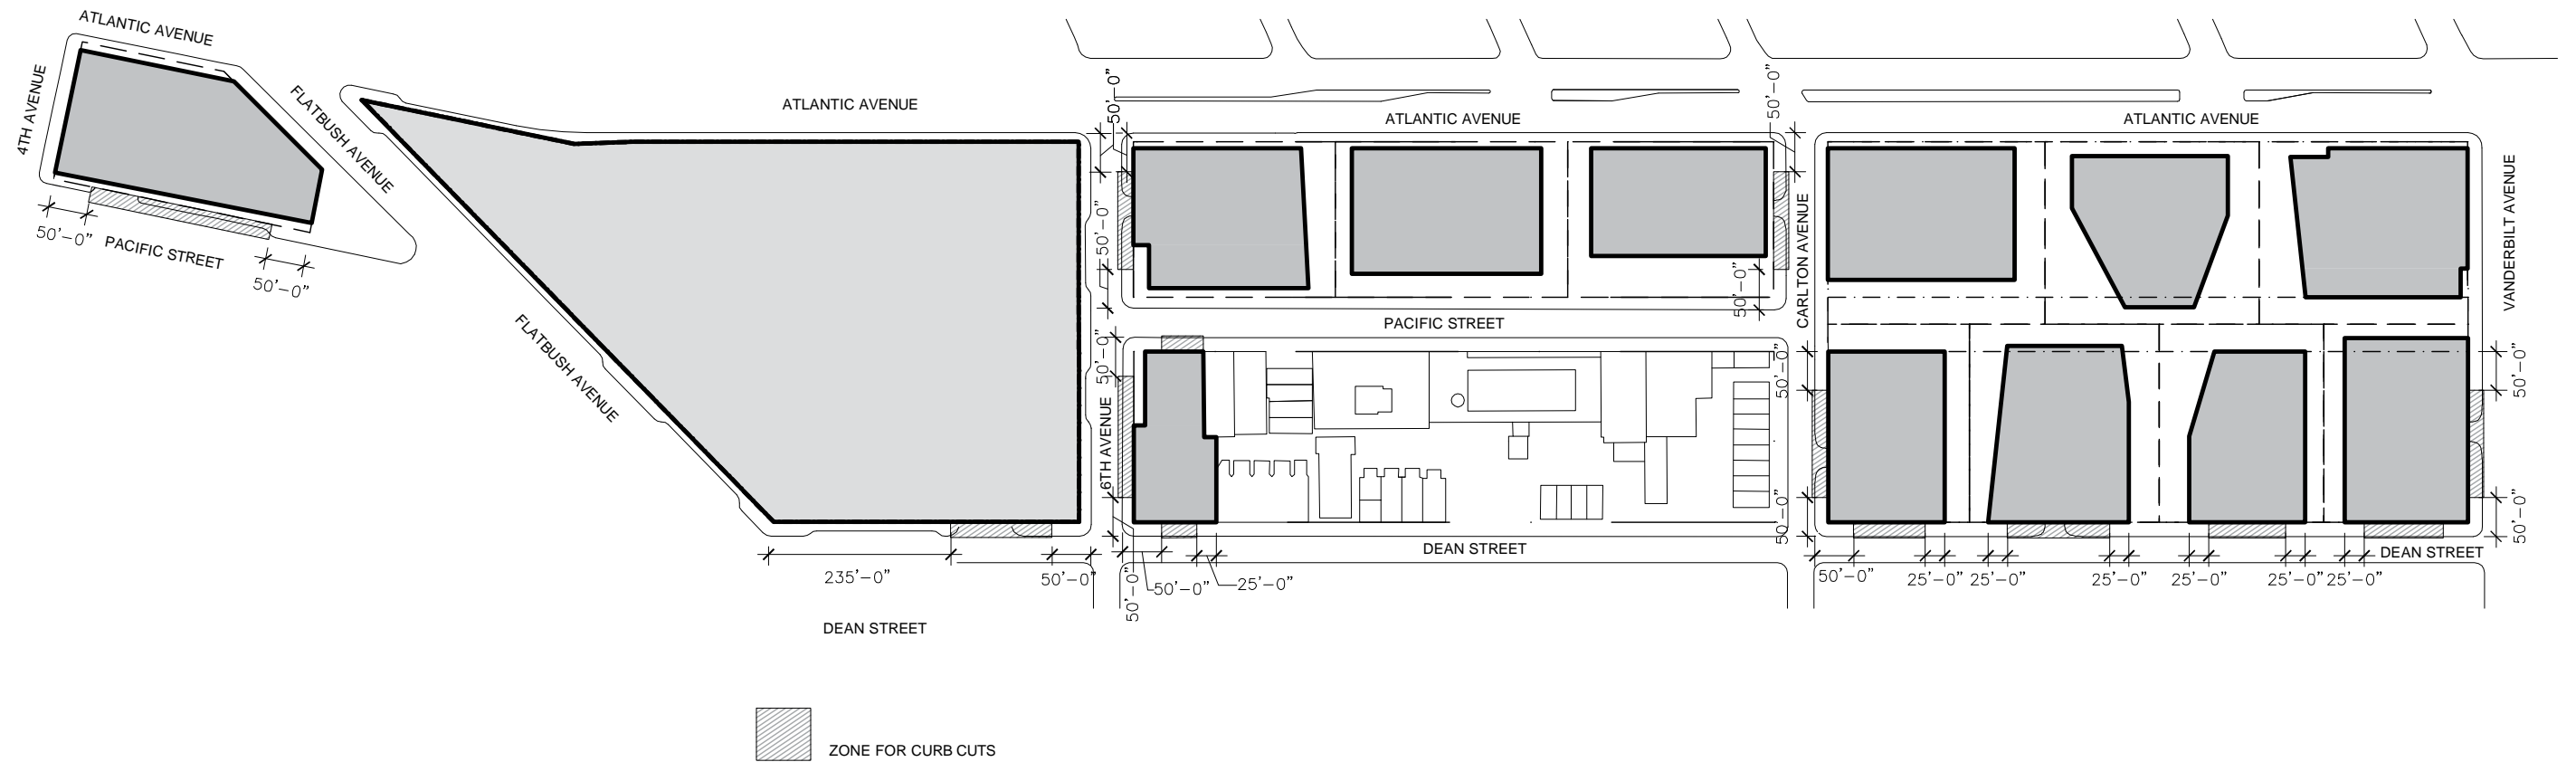 ATLANTIC AVENUE
4TH AVENUE
FLATBUSH AVENUE
50'-0"
PACIFIC STREET
50'-0"
ATLANTIC AVENUE
FLATBUSH AVENUE
235'-0"
50'-0"
DEAN STREET
50'-0"
ATLANTIC AVENUE
50'-0"
50'-0"
50'-0"
PACIFIC STREET
50'-0"
6TH AVENUE
50'-0"
50'-0"
25'-0"
DEAN STREET
50'-0"
50'-0"
CARLTON AVENUE
ATLANTIC AVENUE
VANDERBILT AVENUE
50'-0"
50'-0"
DEAN STREET
50'-0"
25'-0"
25'-0"
25'-0"
25'-0"
25'-0"
25'-0"
ZONE FOR CURB CUTS